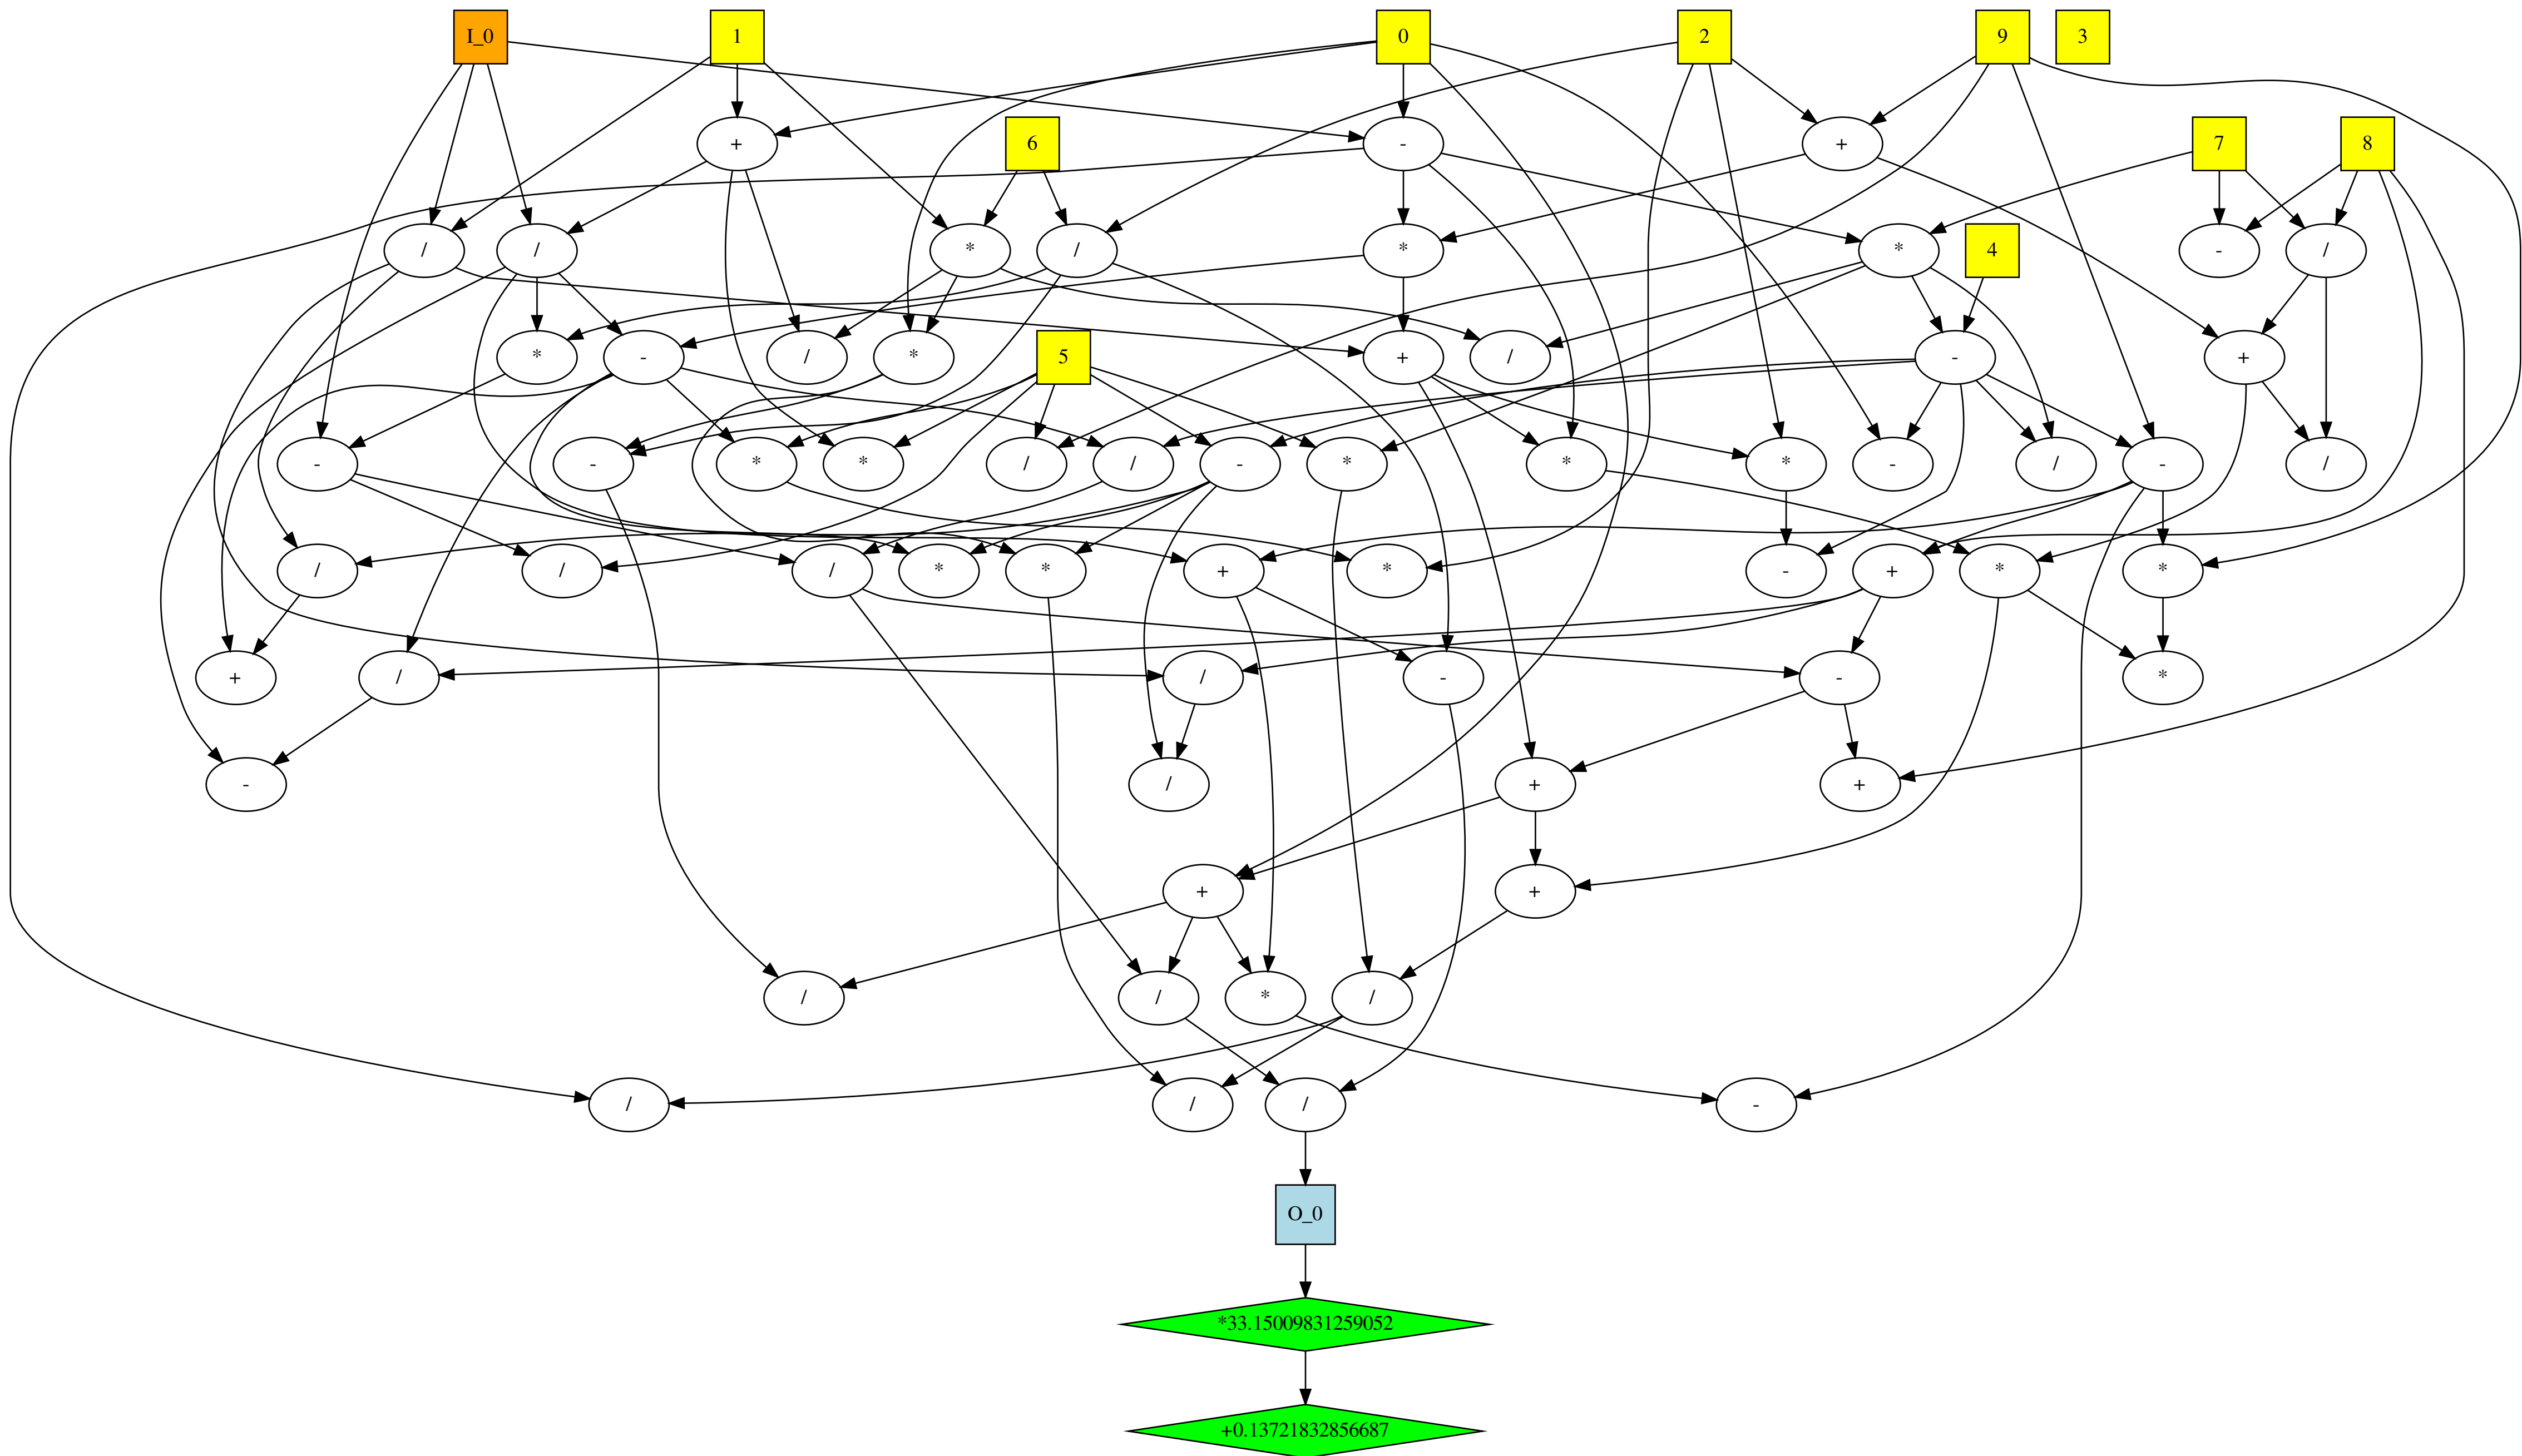 I_0 1 0 2 9 3
+ 6 - + 7 8
/ / * / * * 4 - /
* - / * 5 + / - +
- - * * / / - * * * - / - /
/ / / * * + * - + * *
+ / / - - *
- / + +
+ +
/ / * /
/ / / -
O_0
*33.15009831259052
+0.13721832856687